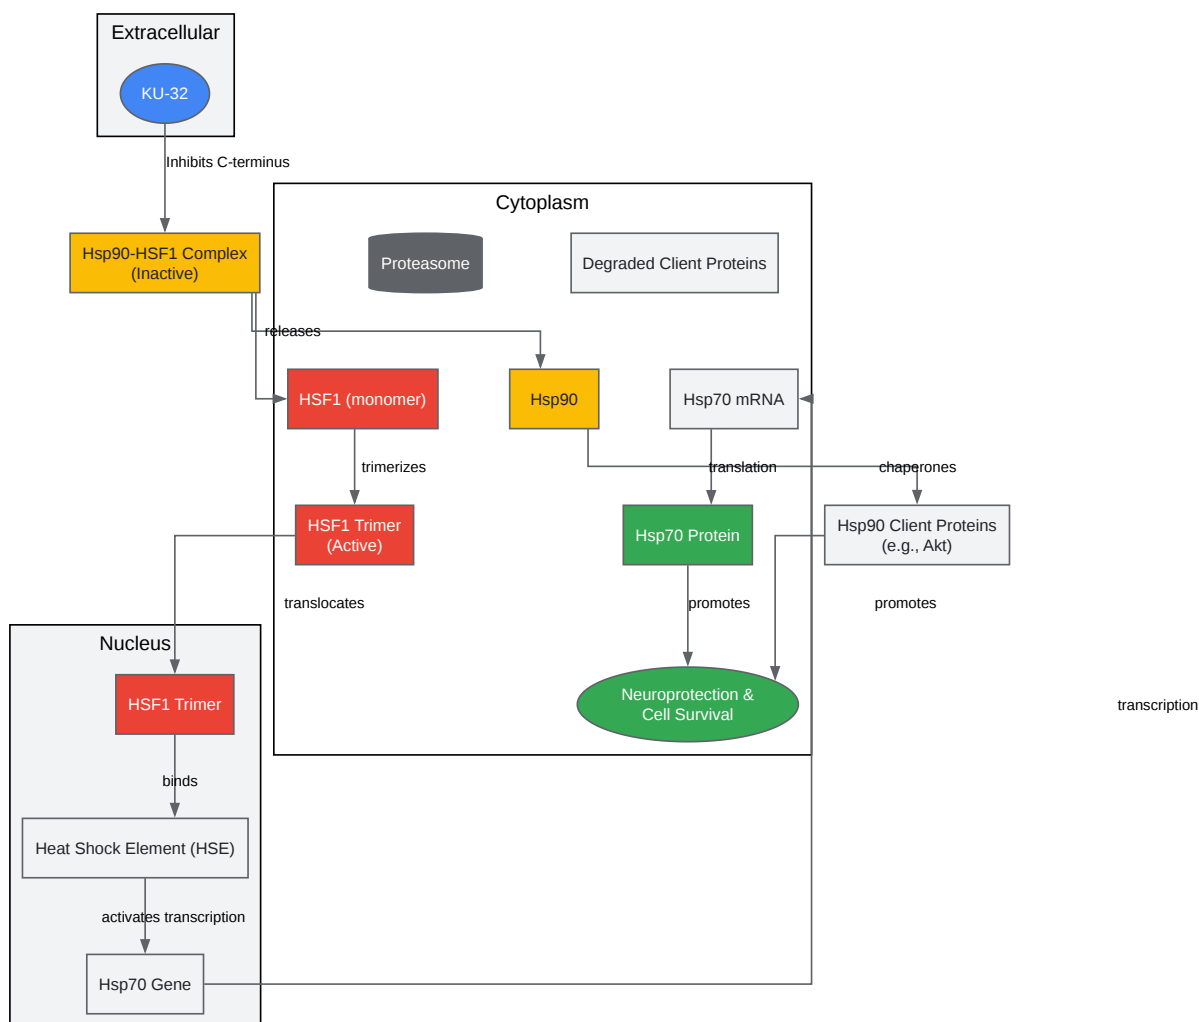 Extracellular
KU-32
Inhibits C-terminus
Cytoplasm
Hsp90-HSF1 Complex
(Inactive)
Proteasome
Degraded Client Proteins
releases
HSF1 (monomer)
Hsp90
Hsp70 mRNA
trimerizes
translation
chaperones
HSF1 Trimer
(Active)
Hsp70 Protein
Hsp90 Client Proteins
(e.g., Akt)
translocates
promotes
promotes
Nucleus
HSF1 Trimer
Neuroprotection &
Cell Survival
transcription
binds
Heat Shock Element (HSE)
activates transcription
Hsp70 Gene